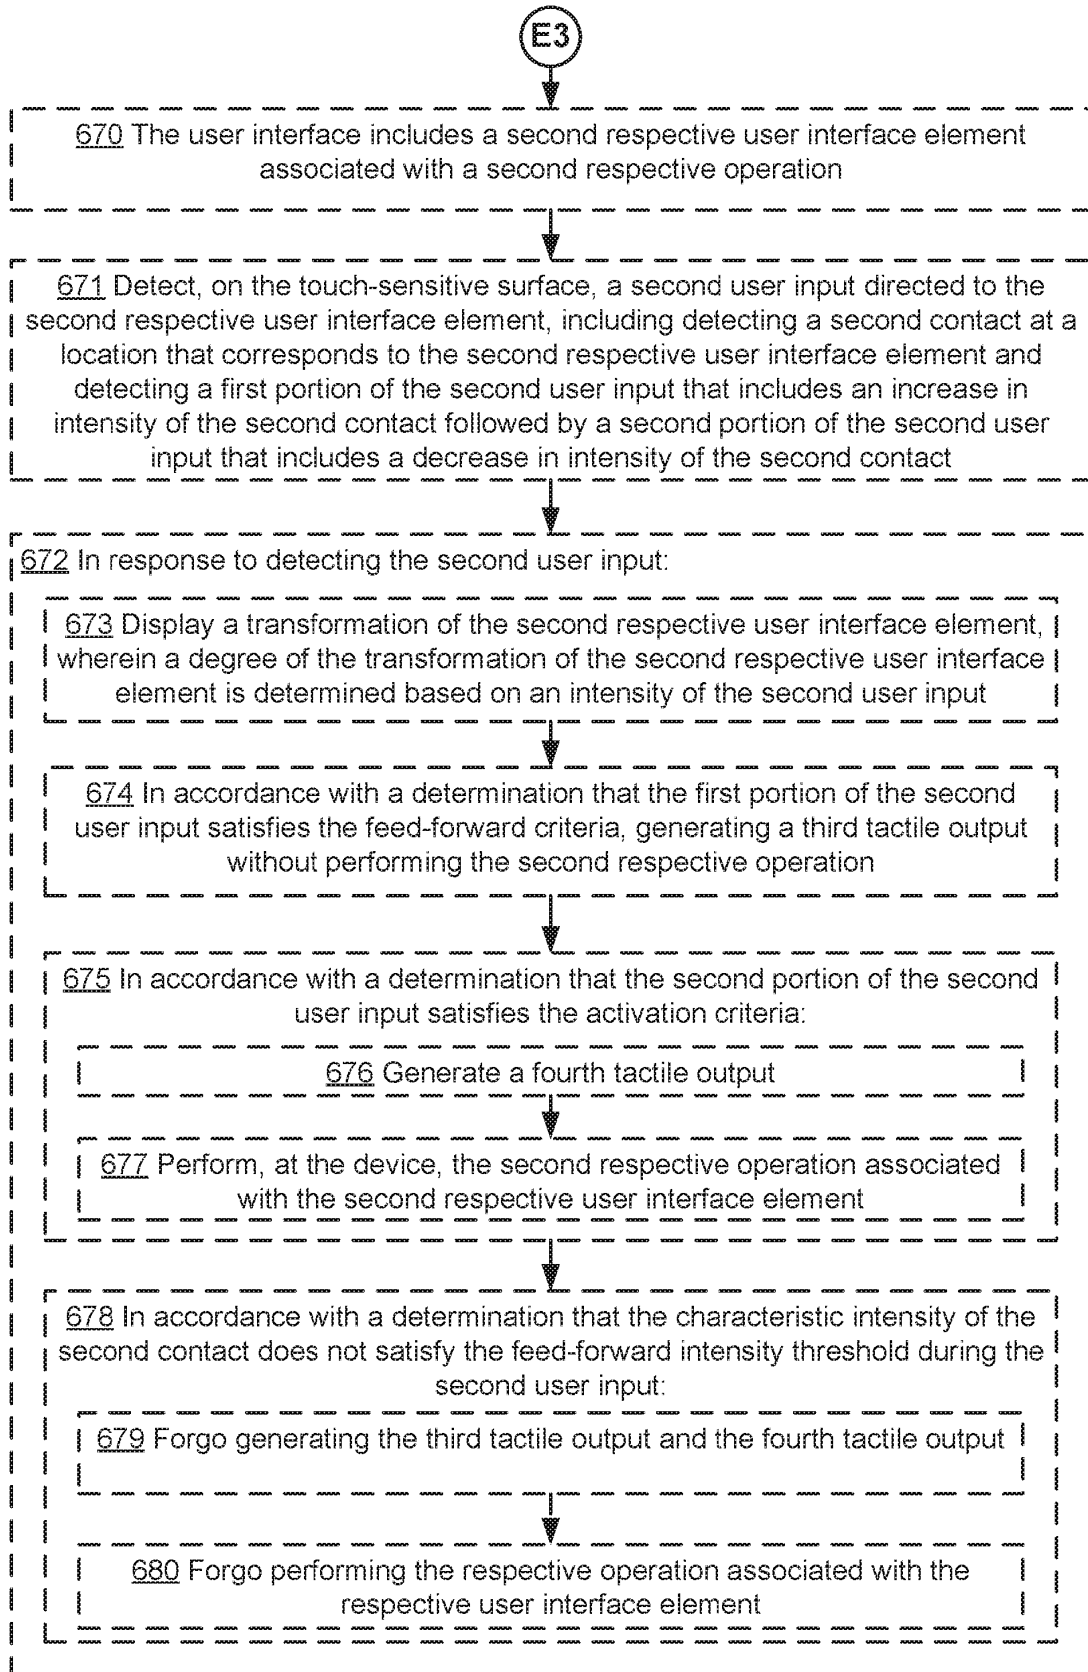 E3
670 The user interface includes a second respective user interface element
associated with a second respective operation
671 Detect, on the touch-sensitive surface, a second user input directed to the
second respective user interface element, including detecting a second contact at a
location that corresponds to the second respective user interface element and
detecting a first portion of the second user input that includes an increase in
intensity of the second contact followed by a second portion of the second user
input that includes a decrease in intensity of the second contact
672 In response to detecting the second user input:
673 Display a transformation of the second respective user interface element,
wherein a degree of the transformation of the second respective user interface
element is determined based on an intensity of the second user input
674 In accordance with a determination that the first portion of the second
user input satisfies the feed-forward criteria, generating a third tactile output
without performing the second respective operation
675 In accordance with a determination that the second portion of the second
user input satisfies the activation criteria:
676 Generate a fourth tactile output
677 Perform, at the device, the second respective operation associated
with the second respective user interface element
678 In accordance with a determination that the characteristic intensity of the
second contact does not satisfy the feed-forward intensity threshold during the
second user input:
679 Forgo generating the third tactile output and the fourth tactile output
680 Forgo performing the respective operation associated with the
respective user interface element